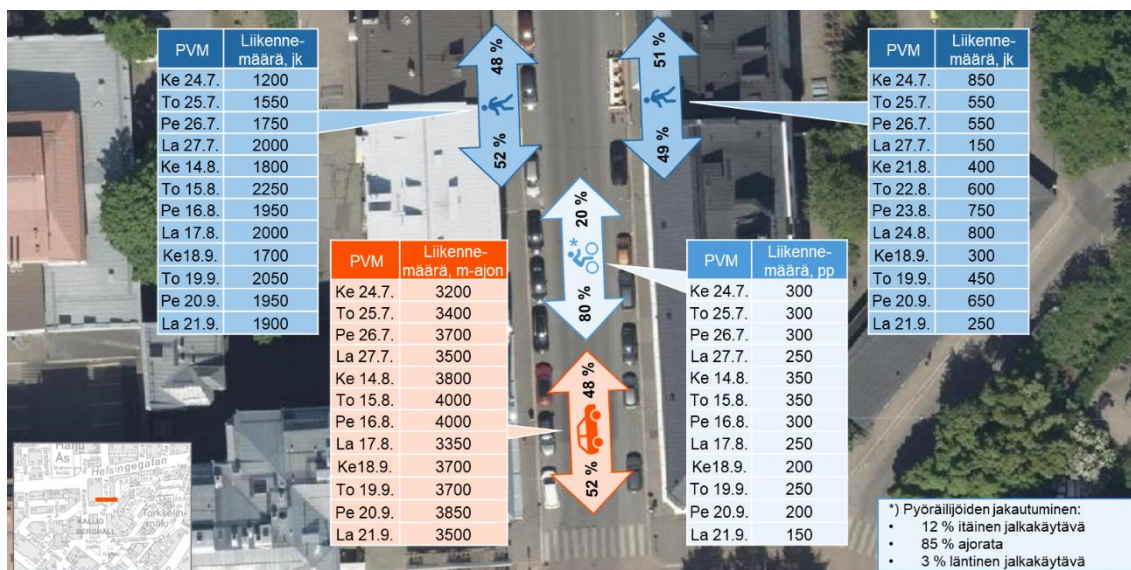 PVM Liikenne-
määrä, jk
Ke 24.7. 1200
To 25.7. 1550
Pe 26.7. 1750
La 27.7. 2000
Ke 14.8. 1800
To 15.8. 2250
Pe 16.8. 1950
La 17.8. 2000
Ke18.9. 1700
To 19.9. 2050
Pe 20.9. 1950
La 21.9. 1900
48 %
52 %
51 %
49 %
PVM Liikenne-
määrä, jk
Ke 24.7. 850
To 25.7. 550
Pe 26.7. 550
La 27.7. 150
Ke 21.8. 400
To 22.8. 600
Pe 23.8. 750
La 24.8. 800
Ke18.9. 300
To 19.9. 450
Pe 20.9. 650
La 21.9. 250
PVM Liikenne-
määrä, m-ajon
Ke 24.7. 3200
To 25.7. 3400
Pe 26.7. 3700
La 27.7. 3500
Ke 14.8. 3800
To 15.8. 4000
Pe 16.8. 4000
La 17.8. 3350
Ke18.9. 3700
To 19.9. 3700
Pe 20.9. 3850
La 21.9. 3500
20 %
*
80 %
48 %
52 %
PVM Liikenne-
määrä, pp
Ke 24.7. 300
To 25.7. 300
Pe 26.7. 300
La 27.7. 250
Ke 14.8. 350
To 15.8. 350
Pe 16.8. 300
La 17.8. 250
Ke18.9. 200
To 19.9. 250
Pe 20.9. 200
La 21.9. 150
Harju
Ås
Helsingegatan
KALLIO
BERGHÄLL
Torkkelin-
mäki
*) Pyöräilijöiden jakautuminen:
• 12 % itäinen jalkakäytävä
• 85 % ajorata
• 3 % läntinen jalkakäytävä